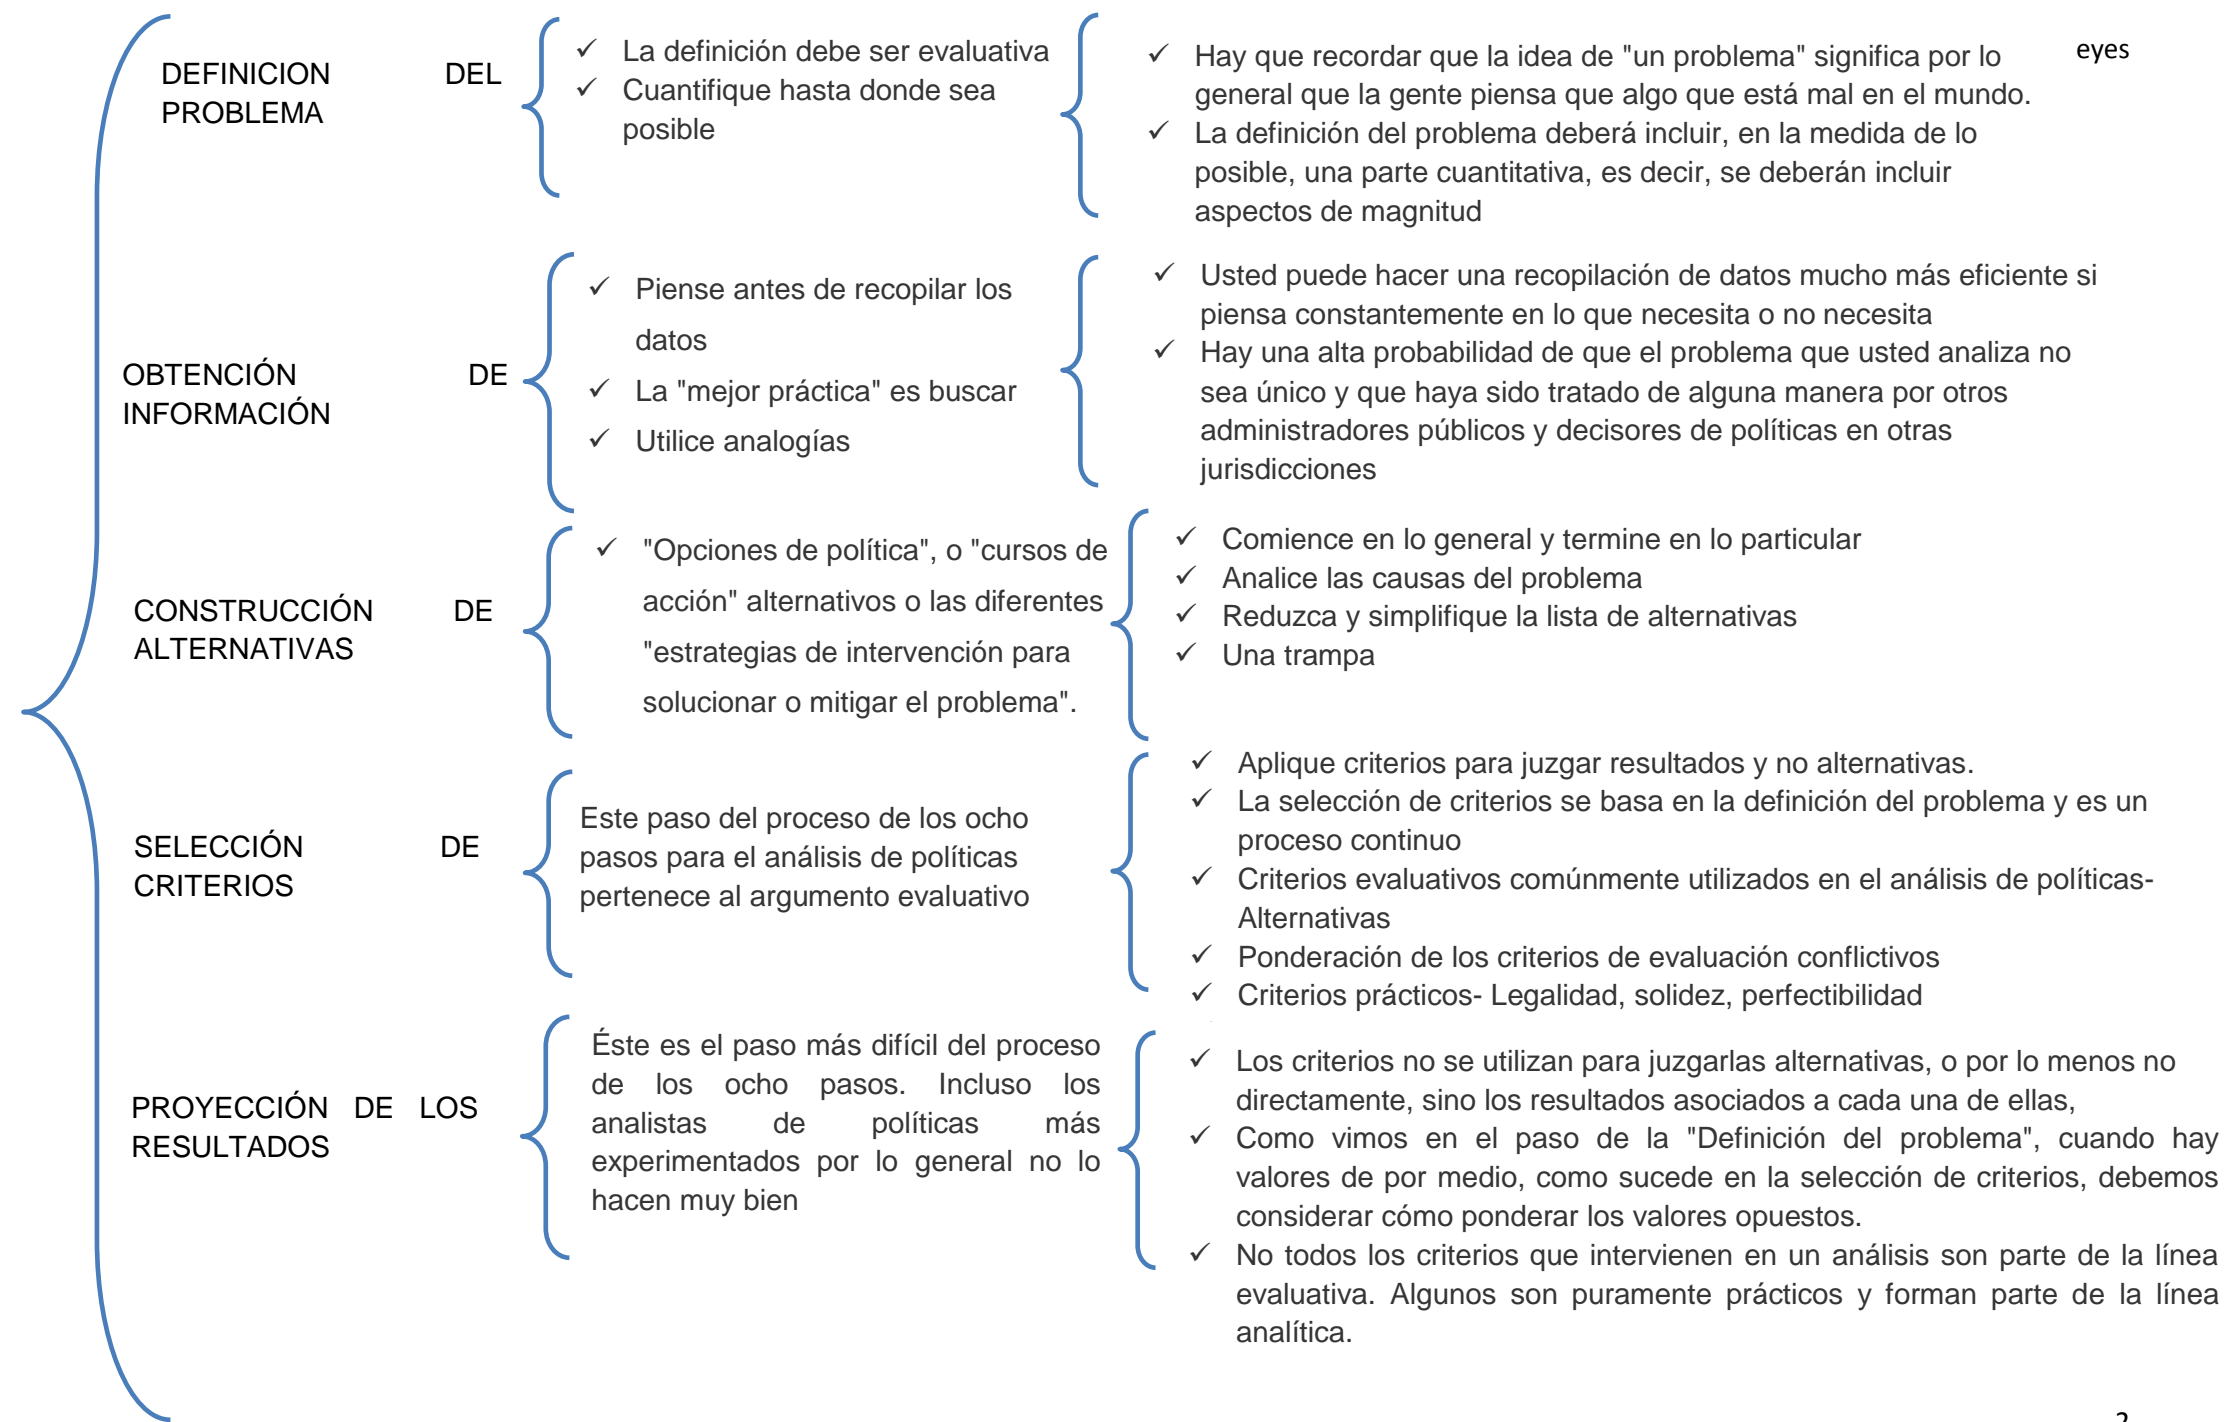 eyes
DEFINICION DEL
PROBLEMA
✓ La definición debe ser evaluativa
✓ Cuantifique hasta donde sea
posible
✓ Hay que recordar que la idea de "un problema" significa por lo
general que la gente piensa que algo que está mal en el mundo.
✓ La definición del problema deberá incluir, en la medida de lo
posible, una parte cuantitativa, es decir, se deberán incluir
aspectos de magnitud
OBTENCIÓN DE
INFORMACIÓN
✓ Piense antes de recopilar los
datos
✓ La "mejor práctica" es buscar
✓ Utilice analogías
✓ Usted puede hacer una recopilación de datos mucho más eficiente si
piensa constantemente en lo que necesita o no necesita
✓ Hay una alta probabilidad de que el problema que usted analiza no
sea único y que haya sido tratado de alguna manera por otros
administradores públicos y decisores de políticas en otras
jurisdicciones
CONSTRUCCIÓN DE
ALTERNATIVAS
✓ "Opciones de política", o "cursos de
acción" alternativos o las diferentes
"estrategias de intervención para
solucionar o mitigar el problema".
✓ Comience en lo general y termine en lo particular
✓ Analice las causas del problema
✓ Reduzca y simplifique la lista de alternativas
✓ Una trampa
SELECCIÓN DE
CRITERIOS
Este paso del proceso de los ocho
pasos para el análisis de políticas
pertenece al argumento evaluativo
✓ Aplique criterios para juzgar resultados y no alternativas.
✓ La selección de criterios se basa en la definición del problema y es un
proceso continuo
✓ Criterios evaluativos comúnmente utilizados en el análisis de políticas-
Alternativas
✓ Ponderación de los criterios de evaluación conflictivos
✓ Criterios prácticos- Legalidad, solidez, perfectibilidad
PROYECCIÓN DE LOS
RESULTADOS
Éste es el paso más difícil del proceso
de los ocho pasos. Incluso los
analistas de políticas más
experimentados por lo general no lo
hacen muy bien
✓ Los criterios no se utilizan para juzgarlas alternativas, o por lo menos no
directamente, sino los resultados asociados a cada una de ellas,
✓ Como vimos en el paso de la "Definición del problema", cuando hay
valores de por medio, como sucede en la selección de criterios, debemos
considerar cómo ponderar los valores opuestos.
✓ No todos los criterios que intervienen en un análisis son parte de la línea
evaluativa. Algunos son puramente prácticos y forman parte de la línea
analítica.